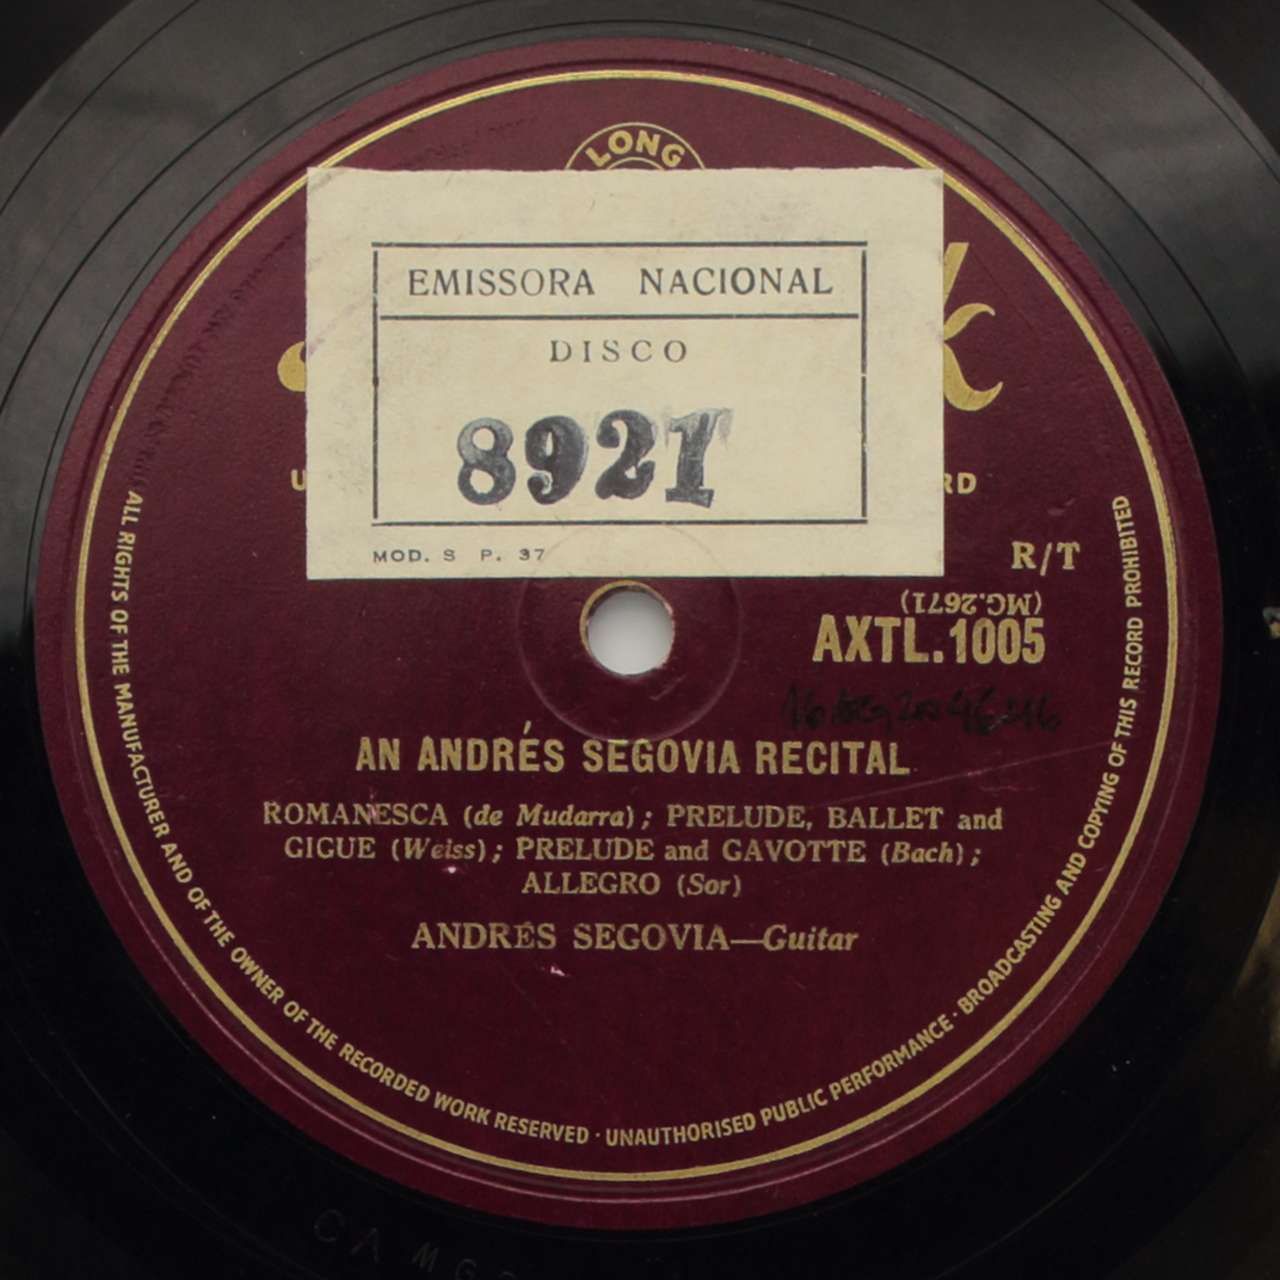 LONG
EMISSORA NACIONAL
DISCO
8921
MOD. S P. 37
R/T
(MG.2671)
AXTL.1005
AN ANDRÉS SEGOVIA RECITAL
ROMANESCA (de Mudarra); PRELUDE, BALLET and
GIGUE (Weiss); PRELUDE and GAVOTTE (Bach);
ALLEGRO (Sor)
ANDRÉS SEGOVIA—Guitar
ALL RIGHTS OF THE MANUFACTURER AND OF THE OWNER OF THE RECORDED WORK RESERVED · UNAUTHORISED PUBLIC PERFORMANCE · BROADCASTING AND COPYING OF THIS RECORD PROHIBITED